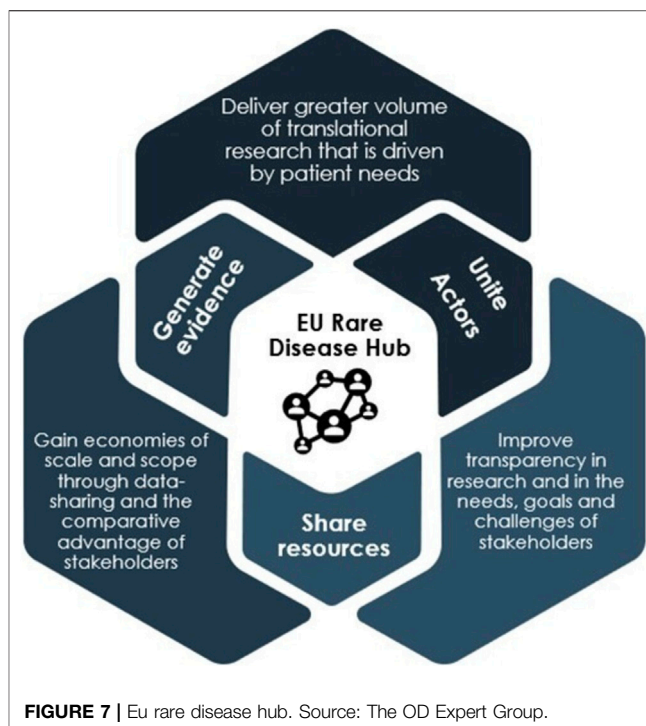 Deliver greater volume
of translational
research that is driven
by patient needs
Generate
evidence
Unite
Actors
EU Rare
Disease Hub
Gain economies of
scale and scope
through data-
sharing and the
comparative
advantage of
stakeholders
Share
resources
Improve
transparency in
research and in the
needs, goals and
challenges of
stakeholders
FIGURE 7 | Eu rare disease hub. Source: The OD Expert Group.